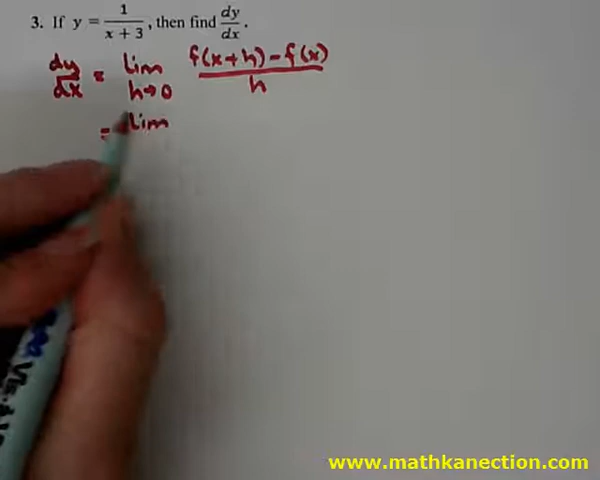 3. If y = 1/(x + 3), then find dy/dx.
dy/dx = lim h→0 (f(x+h) - f(x))/h
= lim
www.mathkanection.com